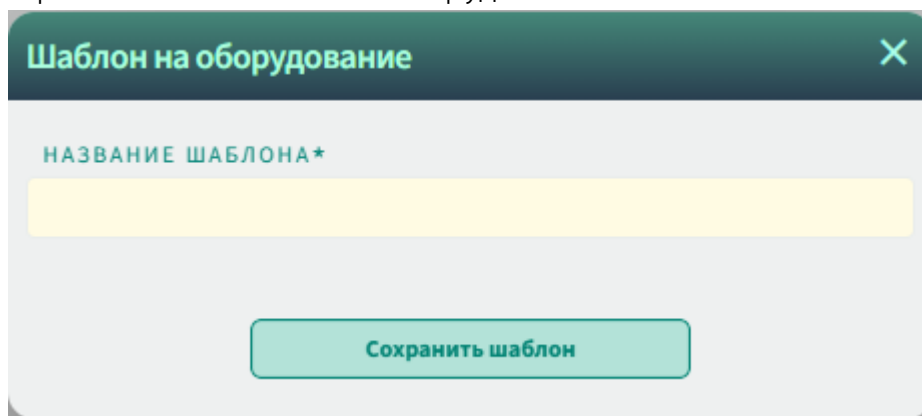 Шаблон на оборудование
НАЗВАНИЕ ШАБЛОНА*
Сохранить шаблон